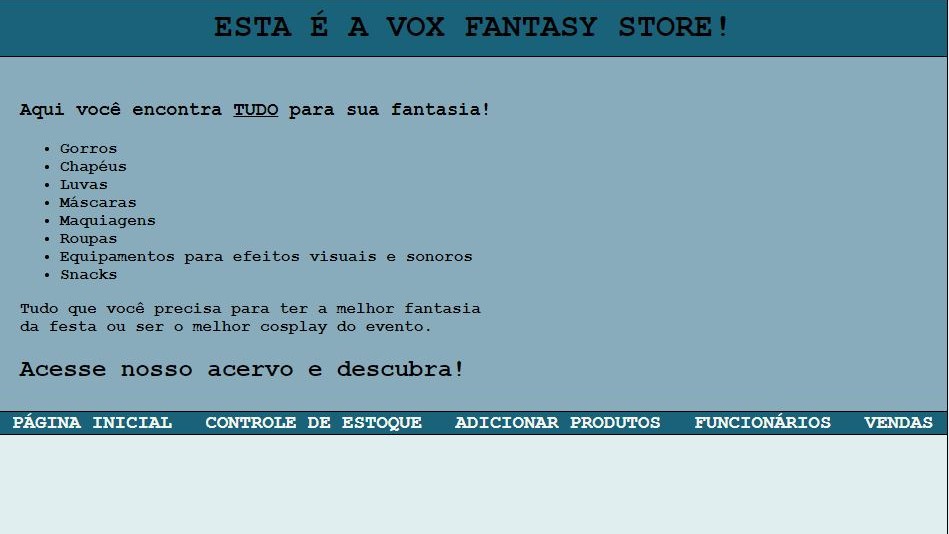 ESTA É A VOX FANTASY STORE!
Aqui você encontra TUDO para sua fantasia!
Gorros
Chapéus
Luvas
Máscaras
Maquiagens
Roupas
Equipamentos para efeitos visuais e sonoros
Snacks
Tudo que você precisa para ter a melhor fantasia
da festa ou ser o melhor cosplay do evento.
Acesse nosso acervo e descubra!
PÁGINA INICIAL CONTROLE DE ESTOQUE ADICIONAR PRODUTOS FUNCIONÁRIOS VENDAS